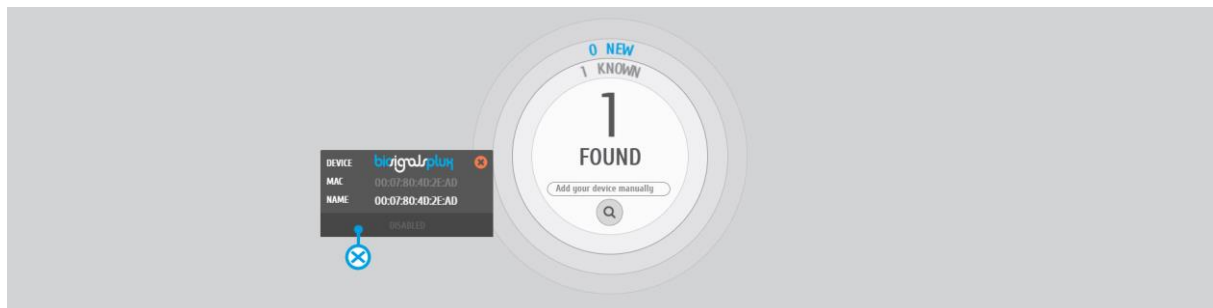 0 NEW
1 KNOWN
1
FOUND
Add your device manually
DEVICE biosignalsplux
MAC 00:07:80:4D:2E:AD
NAME 00:07:80:4D:2E:AD
DISABLED